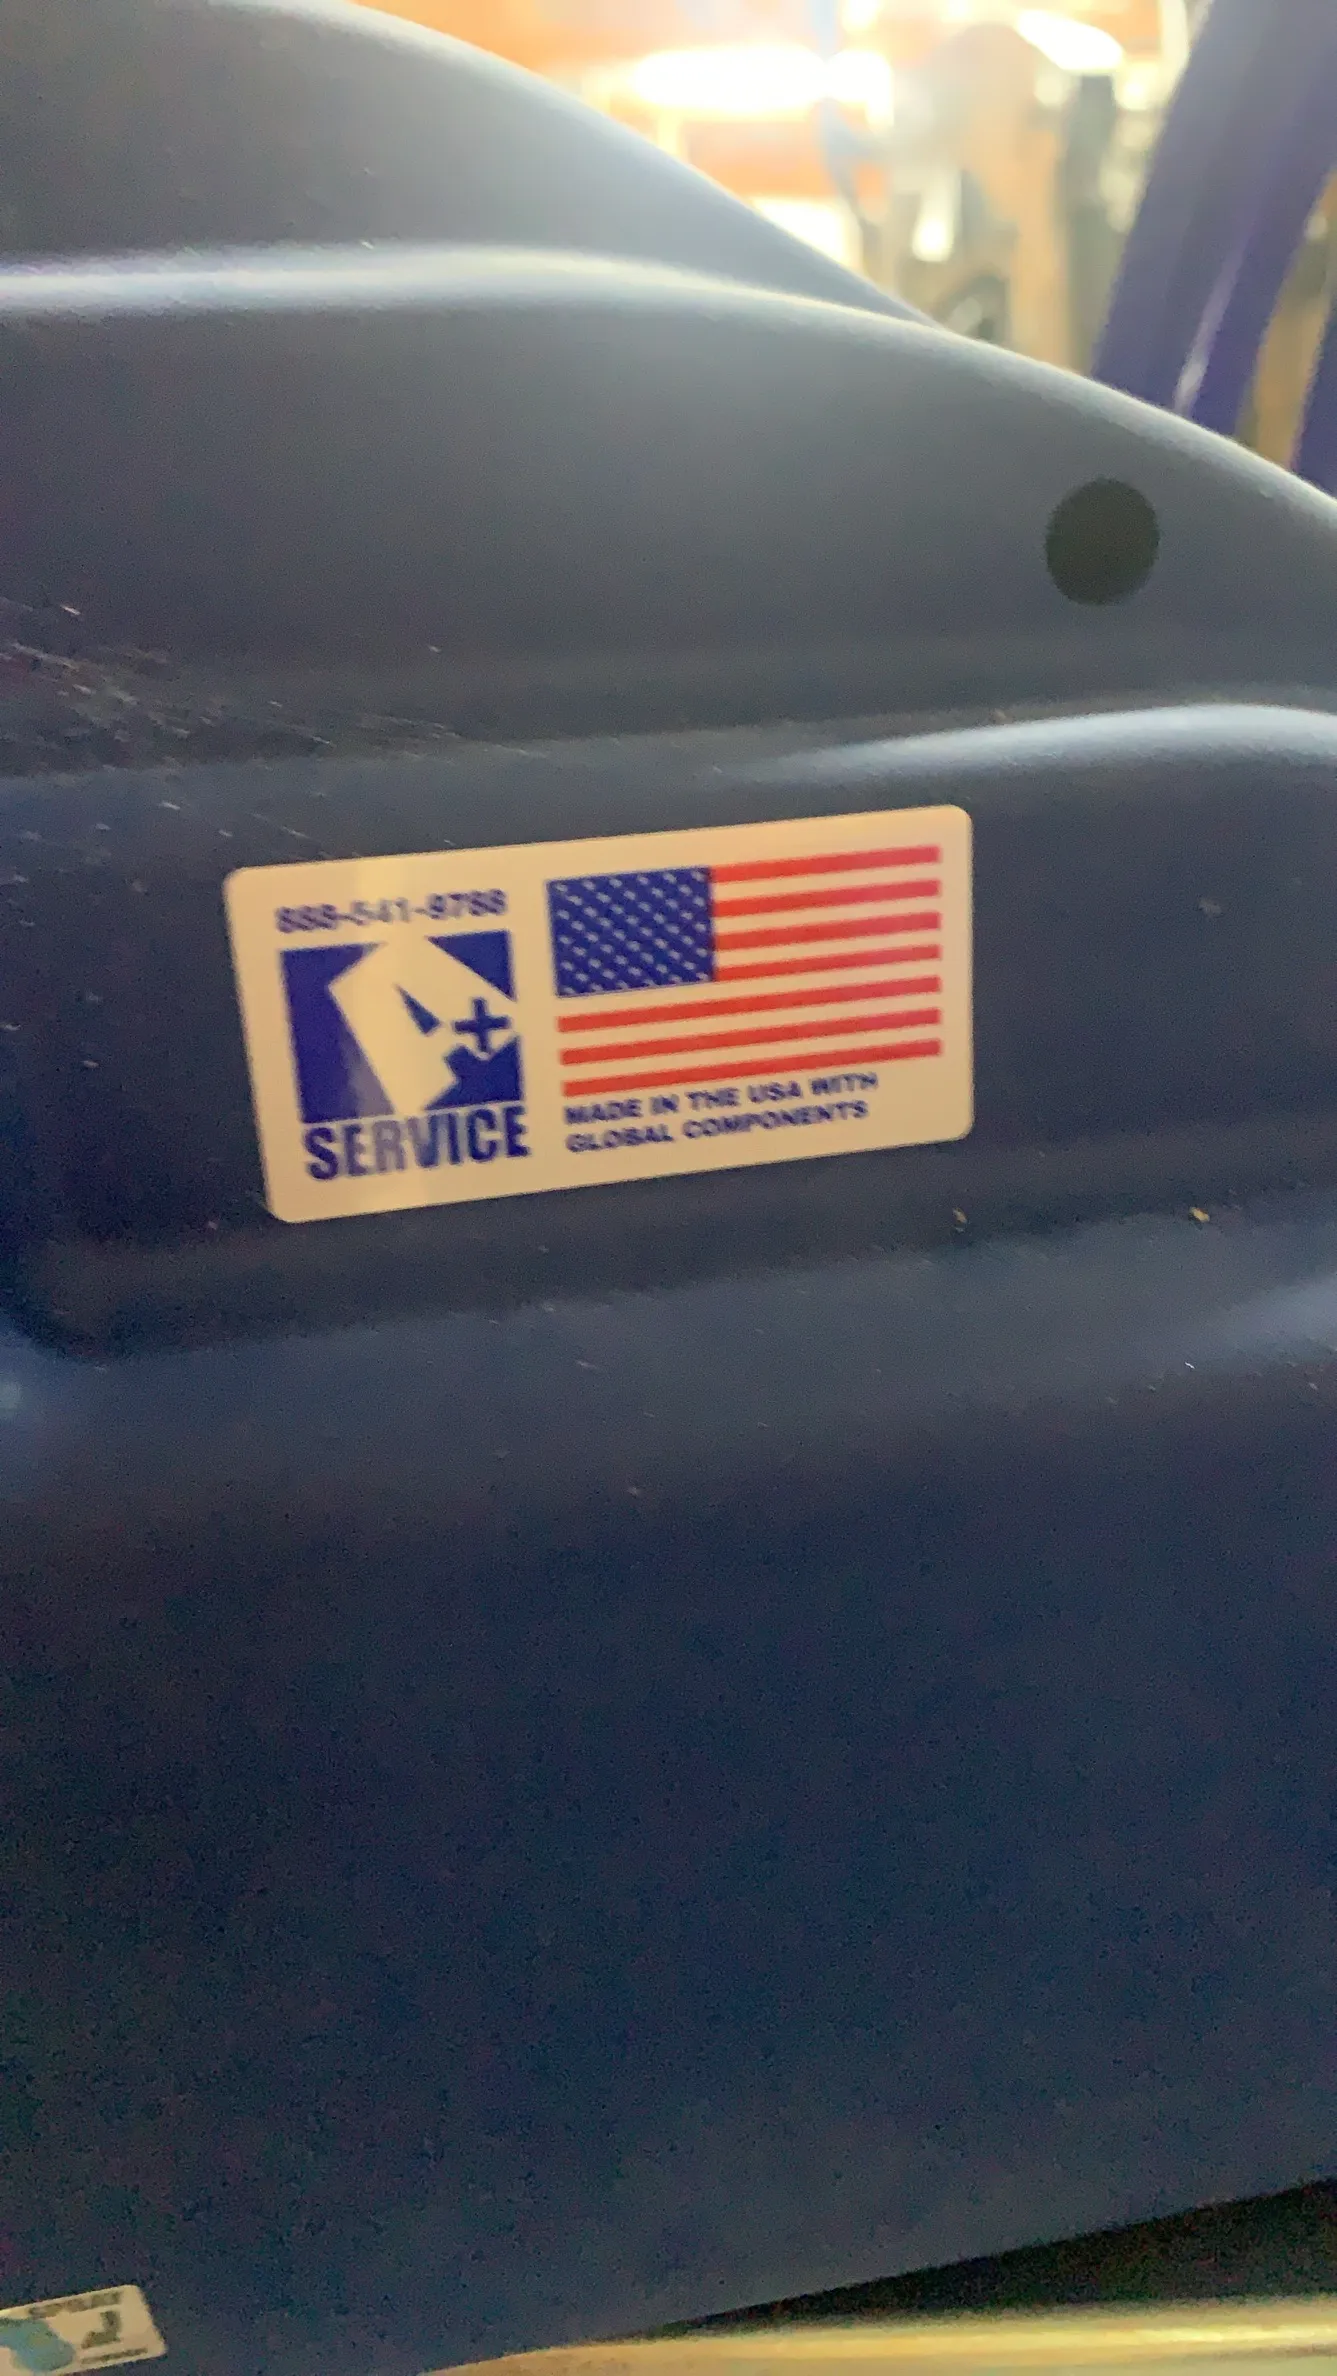 888-541-9788
SERVICE
MADE IN THE USA WITH
GLOBAL COMPONENTS